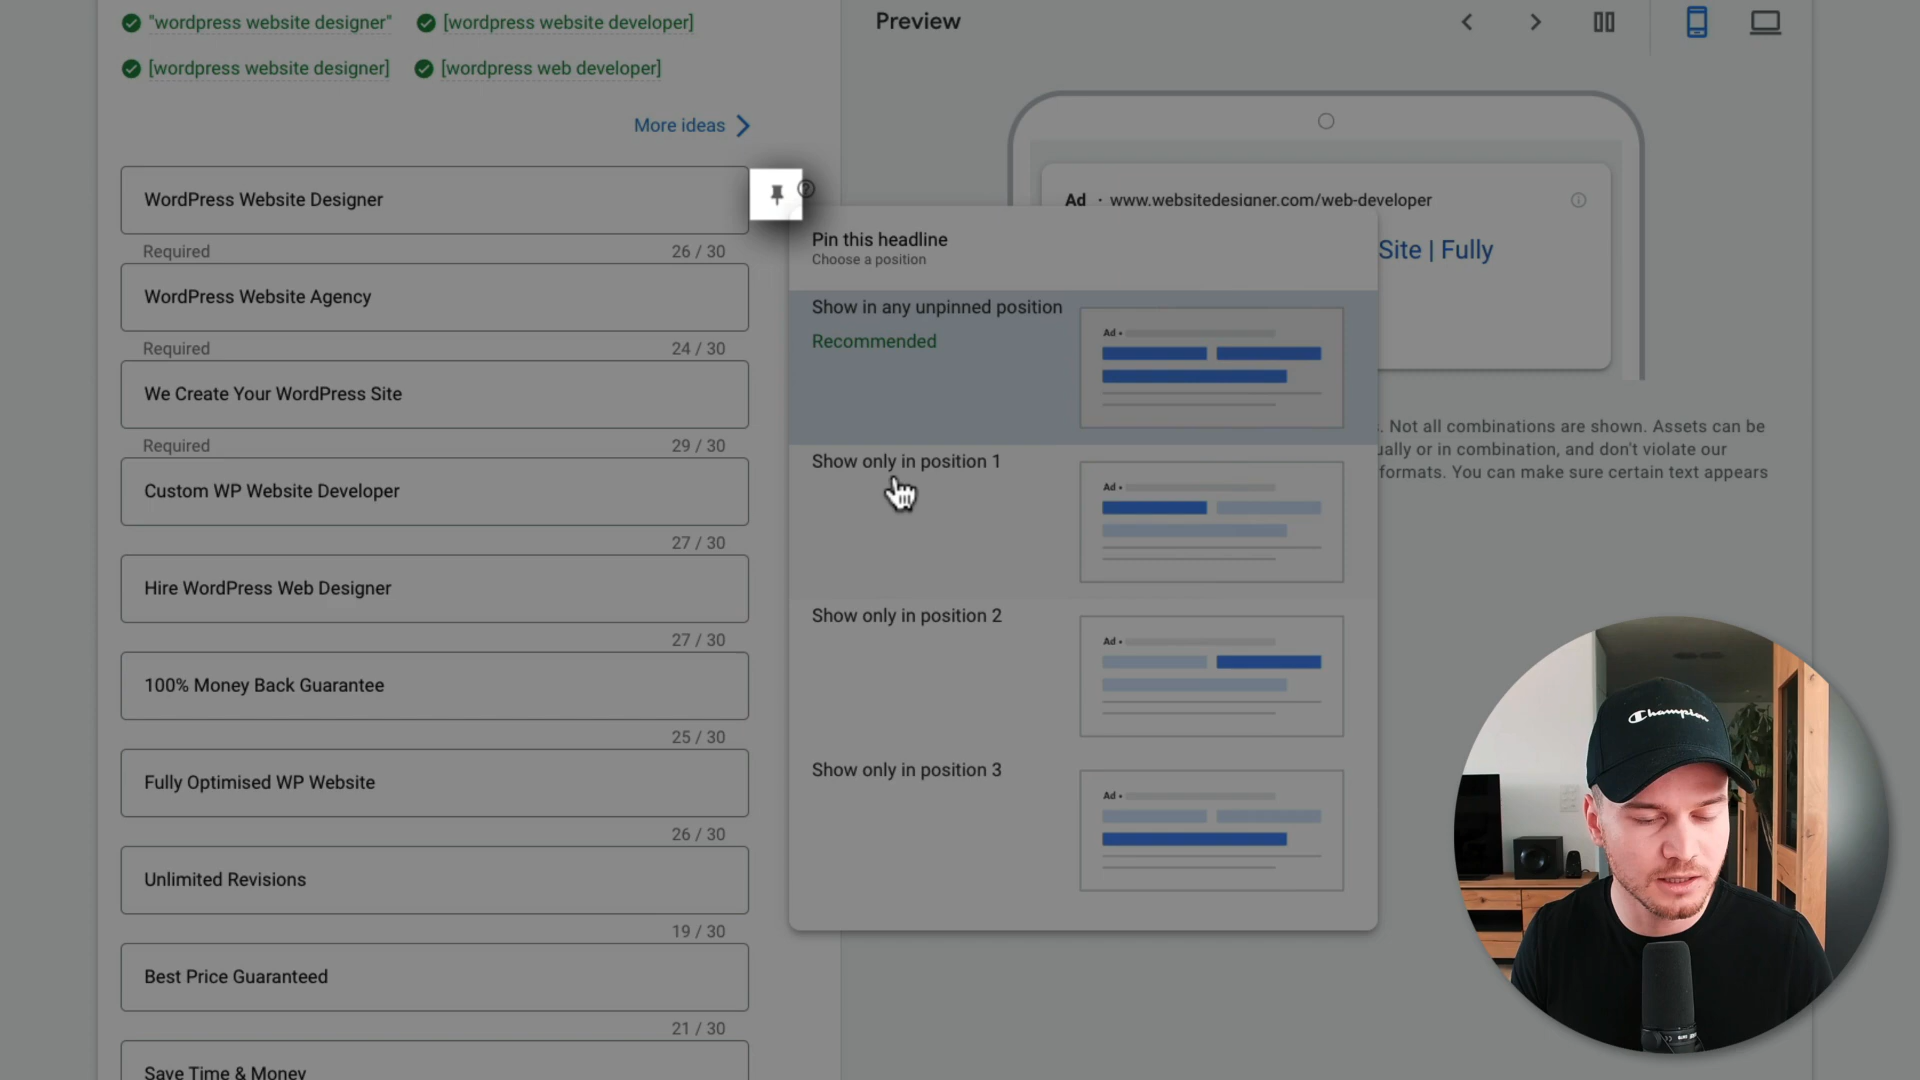 "wordpress website designer"
[wordpress website developer]
[wordpress website designer]
[wordpress web developer]
More ideas
WordPress Website Designer
Required
26 / 30
WordPress Website Agency
Required
24 / 30
We Create Your WordPress Site
Required
29 / 30
Custom WP Website Developer
27 / 30
Hire WordPress Web Designer
27 / 30
100% Money Back Guarantee
25 / 30
Fully Optimised WP Website
26 / 30
Unlimited Revisions
19 / 30
Best Price Guaranteed
21 / 30
Save Time & Money
Pin this headline
Choose a position
Show in any unpinned position
Recommended
Ad •
Show only in position 1
Ad •
Show only in position 2
Ad •
Show only in position 3
Ad •
Preview
Ad · www.websitedesigner.com/web-developer
Site | Fully
. Not all combinations are shown. Assets can be
or in combination, and don't violate our
formats. You can make sure certain text appears
Champion